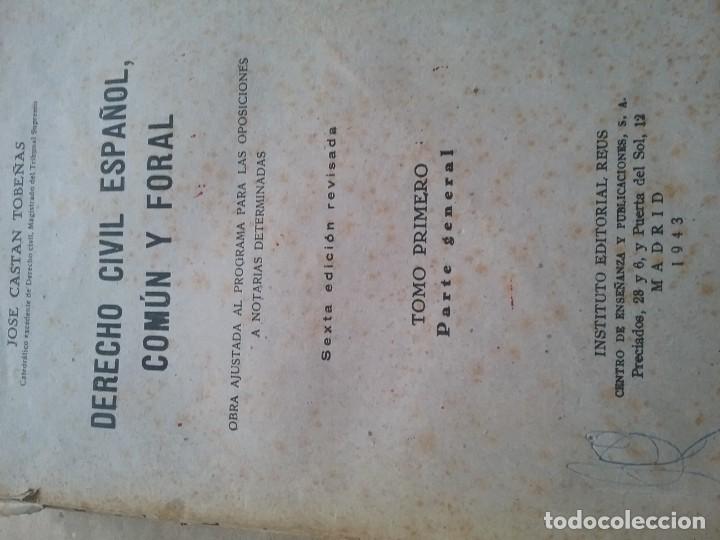 JOSE CASTAN TOBEÑAS
Catedrático excedente de Derecho civil, Magistrado del Tribunal Supremo
DERECHO CIVIL ESPAÑOL,
COMÚN Y FORAL
OBRA AJUSTADA AL PROGRAMA PARA LAS OPOSICIONES
A NOTARIAS DETERMINADAS
Sexta edición revisada
TOMO PRIMERO
Parte general
INSTITUTO EDITORIAL REUS
CENTRO DE ENSEÑANZA Y PUBLICACIONES, S. A.
Preciados, 23 y 6, y Puerta del Sol, 12
MADRID
1943
todocoleccion